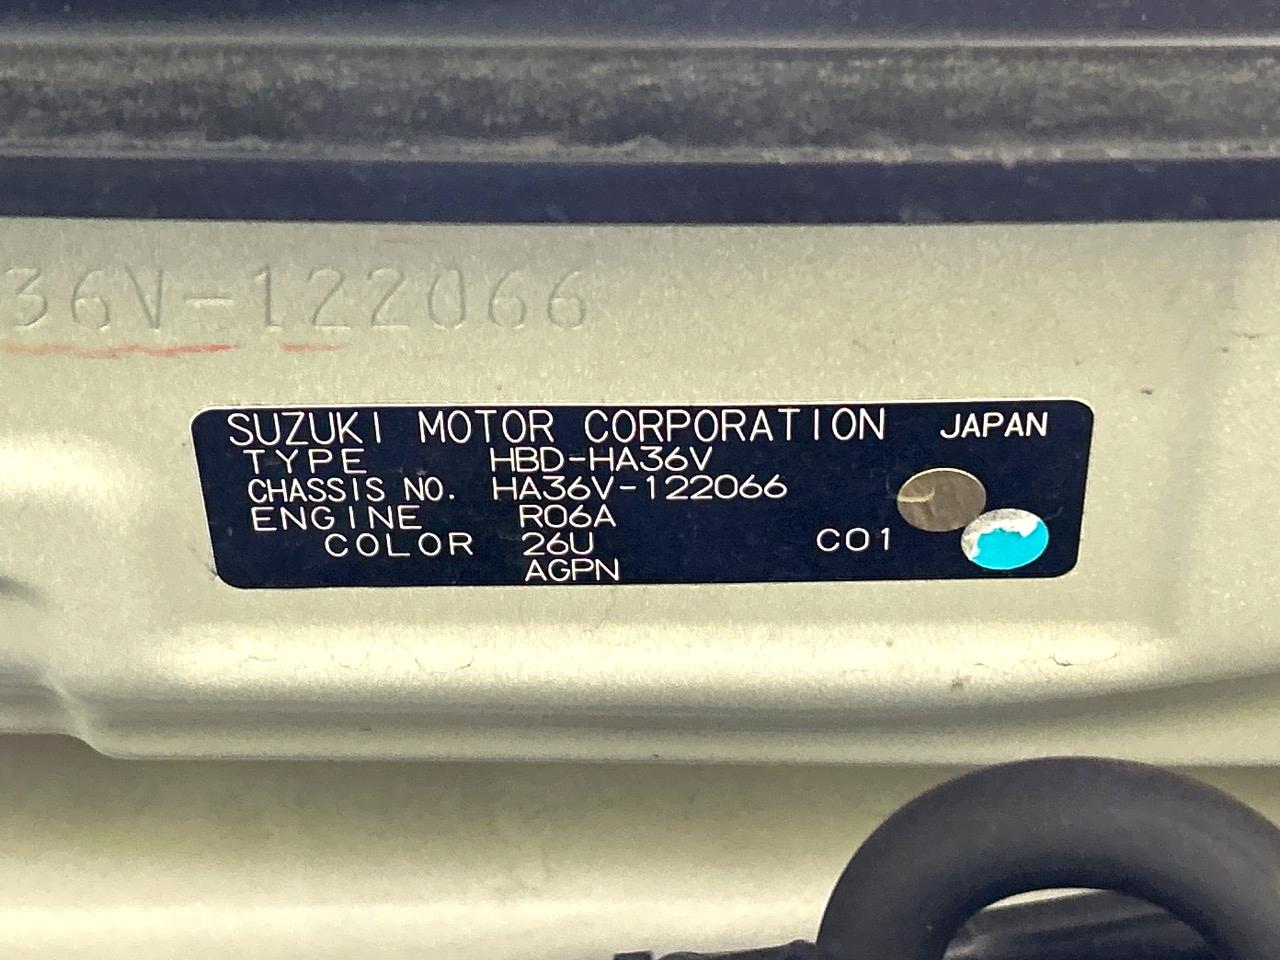 36V-122066
SUZUKI MOTOR CORPORATION JAPAN
TYPE HBD-HA36V
CHASSIS NO. HA36V-122066
ENGINE R06A
COLOR 26U C01
AGPN